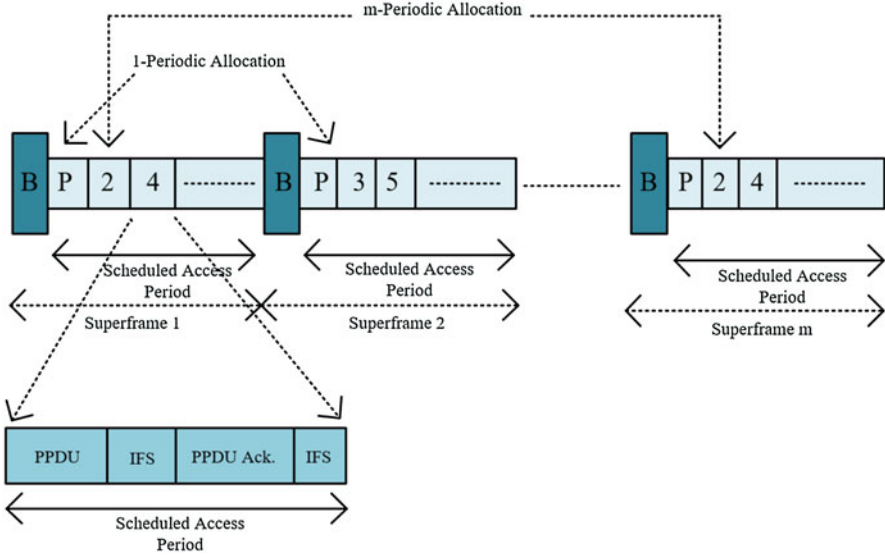 m-Periodic Allocation
1-Periodic Allocation
B P 2 4 B P 3 5 B P 2 4
Scheduled Access Period
Scheduled Access Period
Scheduled Access Period
Superframe 1
Superframe 2
Superframe m
PPDU IFS PPDU Ack. IFS
Scheduled Access
Period